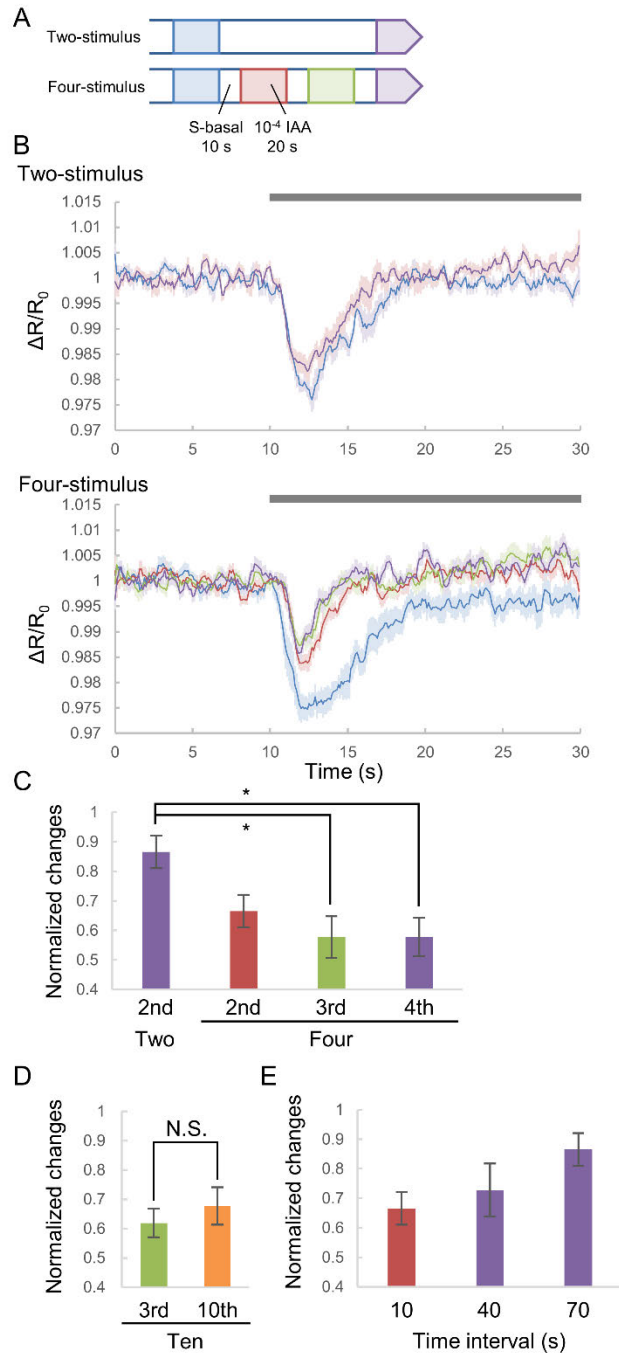 A
Two-stimulus
Four-stimulus
S-basal 10⁻⁴ IAA
10 s 20 s
B
Two-stimulus
1.015
1.01
1.005
1
0.995
0.99
0.985
0.98
0.975
0.97
ΔR/R₀
0 5 10 15 20 25 30
Four-stimulus
1.015
1.01
1.005
1
0.995
0.99
0.985
0.98
0.975
0.97
ΔR/R₀
0 5 10 15 20 25 30
Time (s)
C
Normalized changes
1
0.9
0.8
0.7
0.6
0.5
0.4
*
*
2nd 2nd 3rd 4th
Two Four
D
Normalized changes
1
0.9
0.8
0.7
0.6
0.5
0.4
N.S.
3rd 10th
Ten
E
Normalized changes
1
0.9
0.8
0.7
0.6
0.5
0.4
10 40 70
Time interval (s)